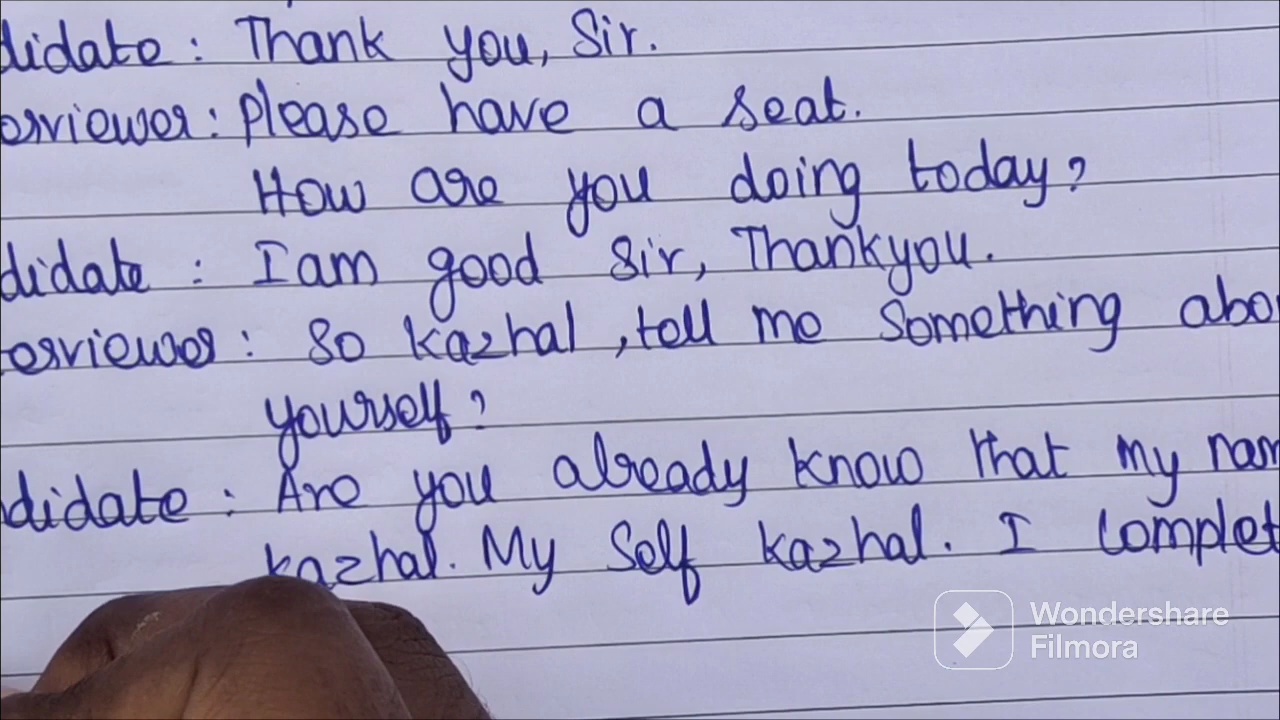 didate : Thank you, Sir.
erviewer : Please have a seat.
How are you doing today?
didate : I am good Sir, Thankyou.
erviewer : So Kazhal, tell me Something abo
yourself?
didate : Are you already know that my nam
Kazhal. My Self Kazhal. I Complet
Wondershare
Filmora